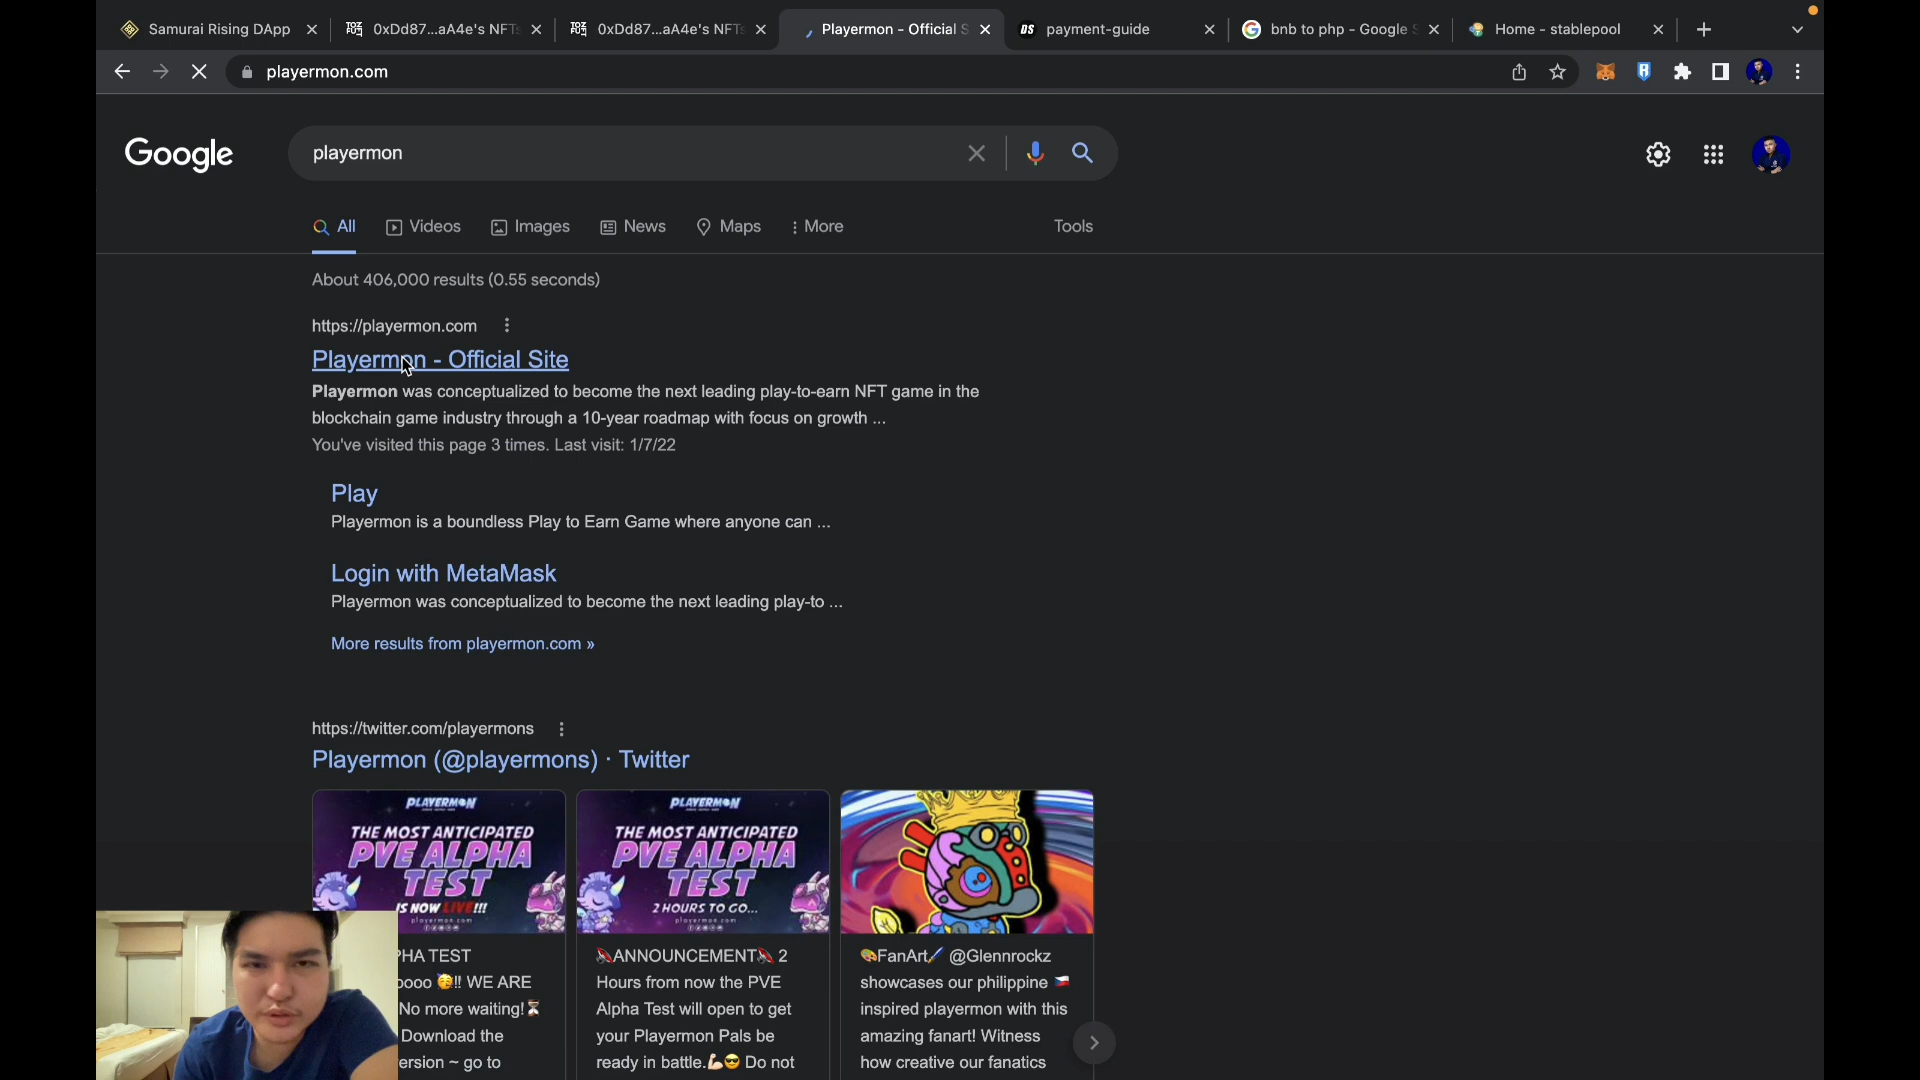 Samurai Rising DApp
0xDd87...aA4e's NFTs
0xDd87...aA4e's NFTs
Playermon - Official S
payment-guide
bnb to php - Google S
Home - stablepool
playermon.com
Google
playermon
All
Videos
Images
News
Maps
More
Tools
About 406,000 results (0.55 seconds)
https://playermon.com
Playermon - Official Site
Playermon was conceptualized to become the next leading play-to-earn NFT game in the
blockchain game industry through a 10-year roadmap with focus on growth ...
You've visited this page 3 times. Last visit: 1/7/22
Play
Playermon is a boundless Play to Earn Game where anyone can ...
Login with MetaMask
Playermon was conceptualized to become the next leading play-to ...
More results from playermon.com »
https://twitter.com/playermons
Playermon (@playermons) · Twitter
PLAYERMON
THE MOST ANTICIPATED
PVE ALPHA
TEST
IS NOW LIVE!!!
playermon.com
PLAYERMON
THE MOST ANTICIPATED
PVE ALPHA
TEST
2 HOURS TO GO...
playermon.com
PHA TEST
oooo 🥳!! WE ARE
No more waiting!⏳
Download the
ersion ~ go to
ANNOUNCEMENT 2
Hours from now the PVE
Alpha Test will open to get
your Playermon Pals be
ready in battle.💪🏻😎 Do not
🎨FanArt🖌️ @Glennrockz
showcases our philippine 🇵🇭
inspired playermon with this
amazing fanart! Witness
how creative our fanatics